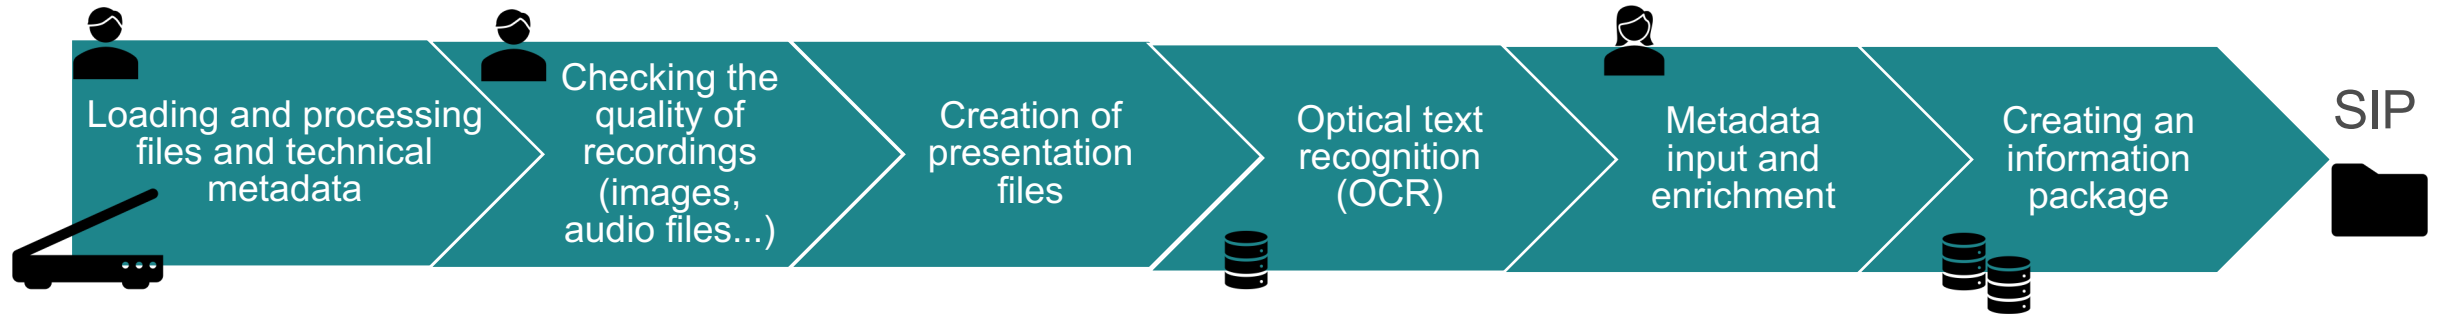 Loading and processing
files and technical
metadata
Checking the
quality of
recordings
(images,
audio files...)
Creation of
presentation
files
Optical text
recognition
(OCR)
Metadata
input and
enrichment
Creating an
information
package
SIP